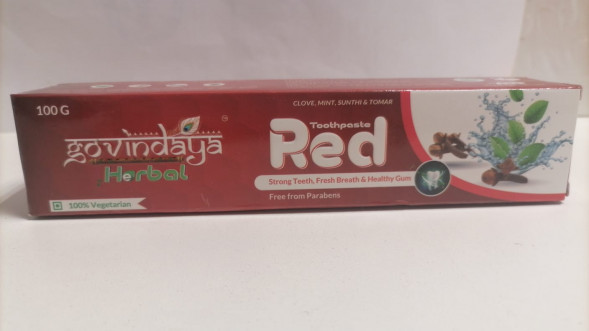 100 G
CLOVE, MINT, SUNTHI & TOMAR
govindaya
Herbal
Toothpaste
Red
Strong Teeth, Fresh Breath & Healthy Gum
Free from Parabens
100% Vegetarian